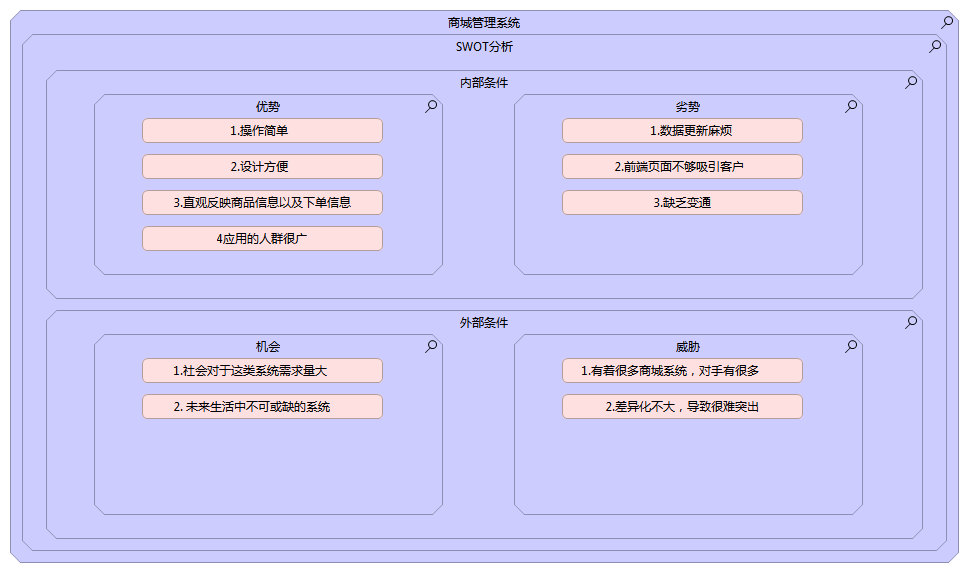 商城管理系统
SWOT分析
内部条件
优势
1.操作简单
2.设计方便
3.直观反映商品信息以及下单信息
4应用的人群很广
劣势
1.数据更新麻烦
2.前端页面不够吸引客户
3.缺乏变通
外部条件
机会
1.社会对于这类系统需求量大
2. 未来生活中不可或缺的系统
威胁
1.有着很多商城系统，对手有很多
2.差异化不大，导致很难突出